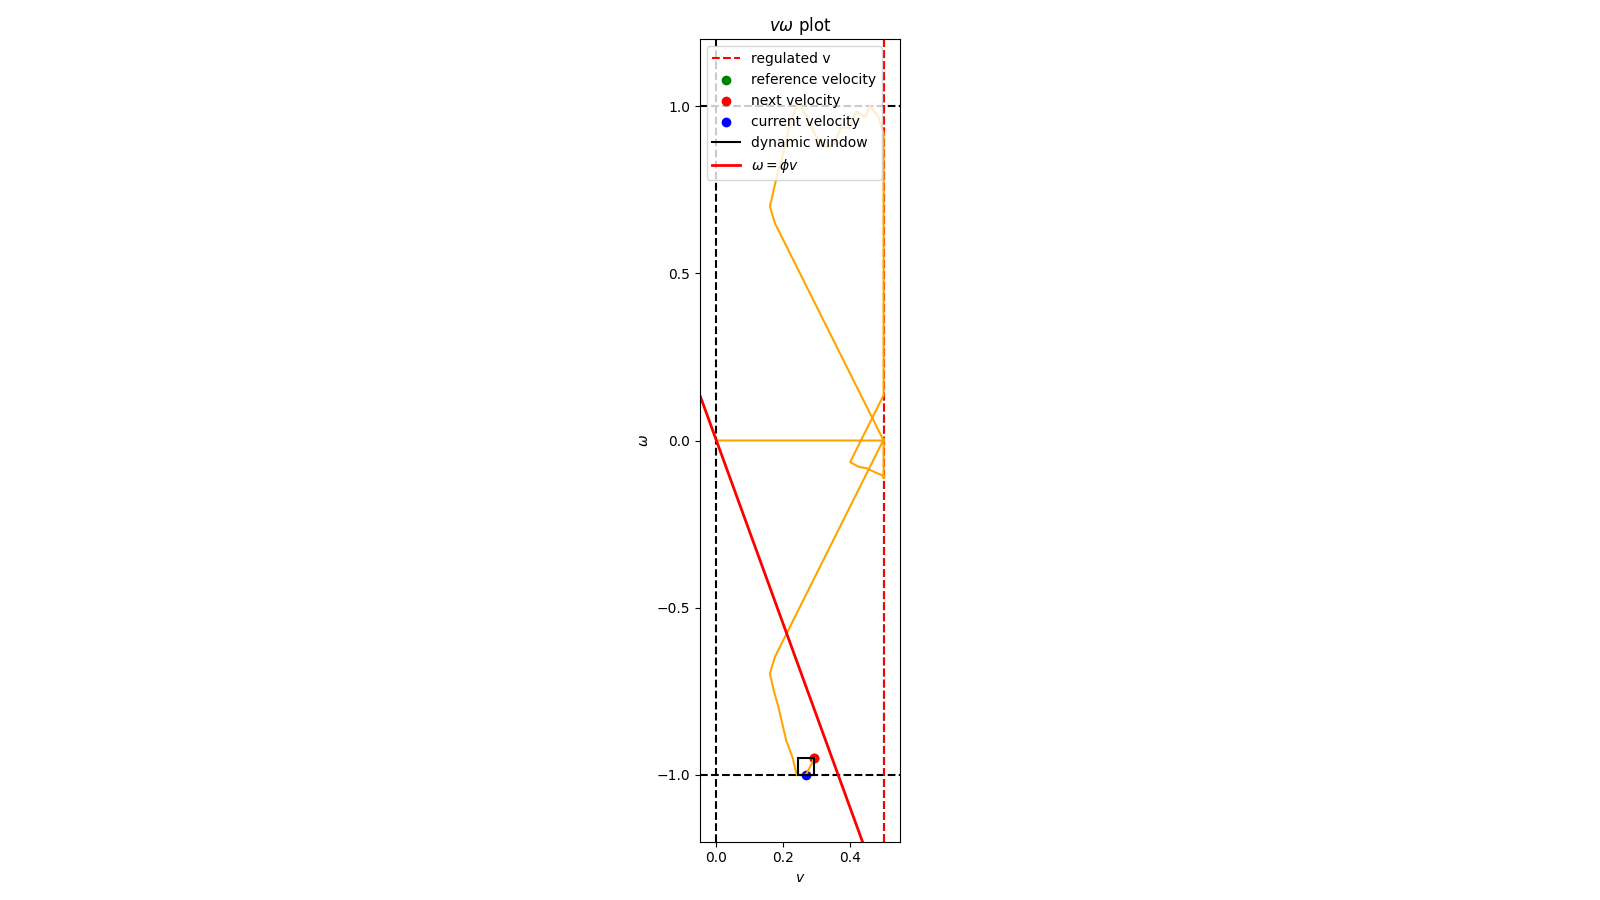 vω plot
regulated v
reference velocity
next velocity
current velocity
dynamic window
ω = ϕv
1.0
0.5
0.0
−0.5
−1.0
ω
0.0 0.2 0.4
v